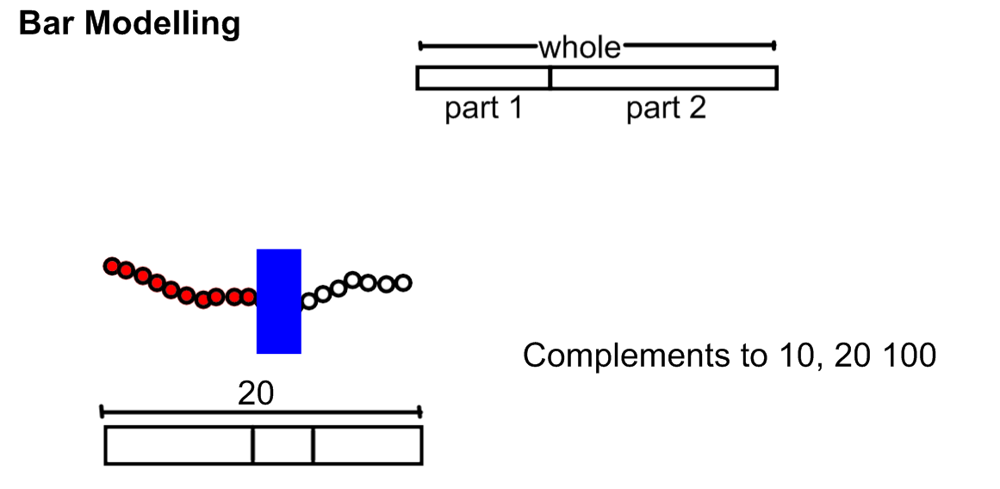 Bar Modelling
whole
part 1 part 2
Complements to 10, 20 100
20